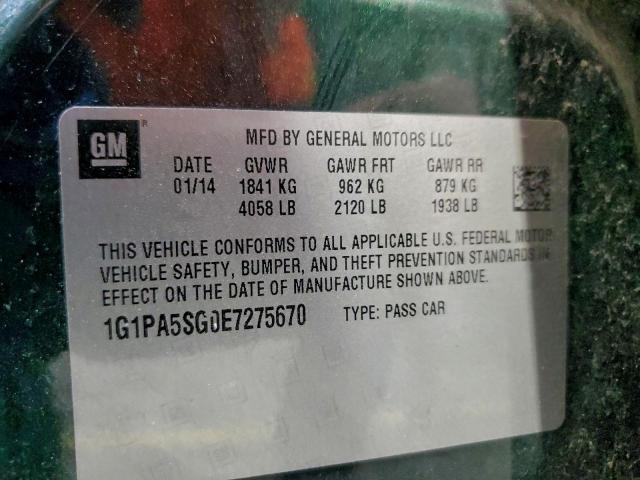 GM
MFD BY GENERAL MOTORS LLC
DATE GVWR GAWR FRT GAWR RR
01/14 1841 KG 962 KG 879 KG
4058 LB 2120 LB 1938 LB
THIS VEHICLE CONFORMS TO ALL APPLICABLE U.S. FEDERAL MOTOR
VEHICLE SAFETY, BUMPER, AND THEFT PREVENTION STANDARDS IN
EFFECT ON THE DATE OF MANUFACTURE SHOWN ABOVE.
1G1PA5SG0E7275670 TYPE: PASS CAR